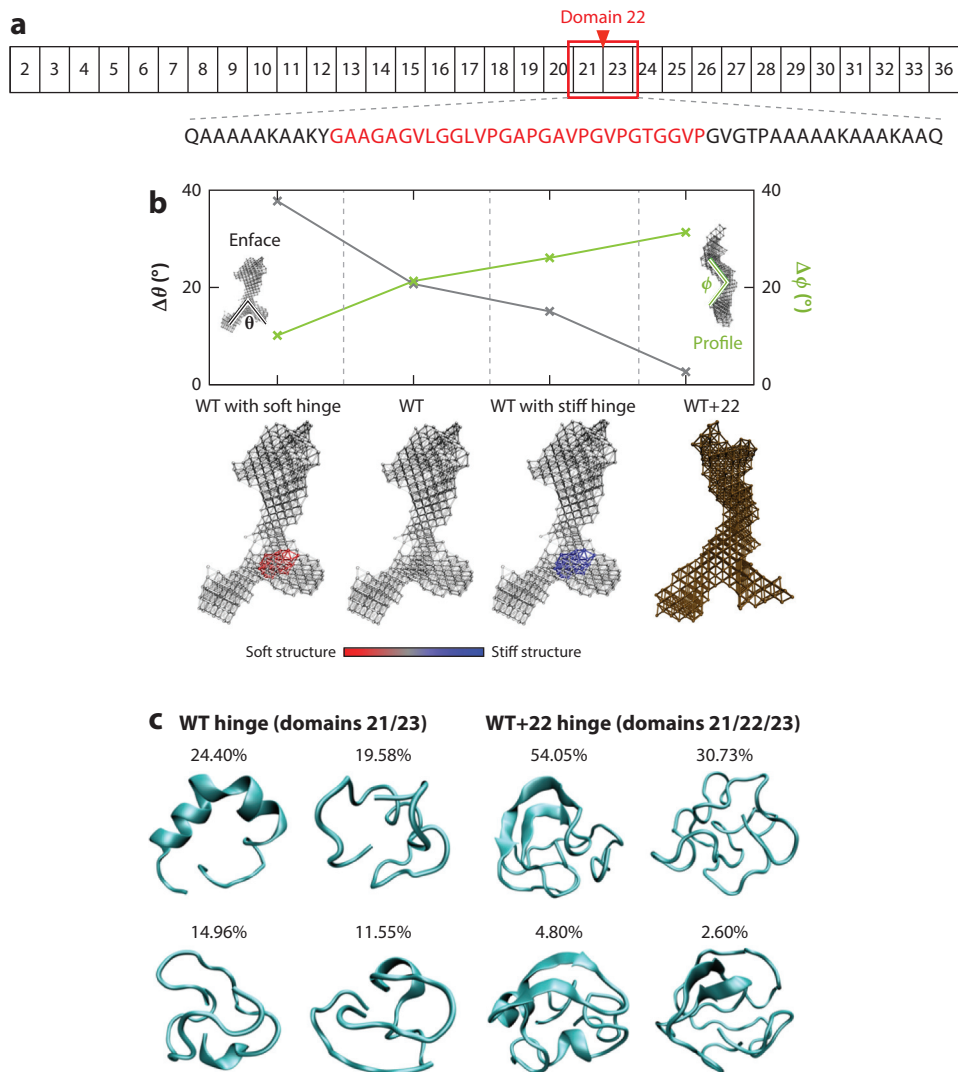 a
Domain 22
2 3 4 5 6 7 8 9 10 11 12 13 14 15 16 17 18 19 20 21 23 24 25 26 27 28 29 30 31 32 33 36
QAAAAAKAAKYGAAGAGVLGGLVPGAPGAVPGVPGTGGVPGVGTPAAAAAKAAAKAAQ
b
40 40
Enface
Δθ (°) 20 20 Δϕ (°)
θ
ϕ
Profile
0 0
WT with soft hinge WT WT with stiff hinge WT+22
Soft structure Stiff structure
c WT hinge (domains 21/23) WT+22 hinge (domains 21/22/23)
24.40% 19.58% 54.05% 30.73%
14.96% 11.55% 4.80% 2.60%